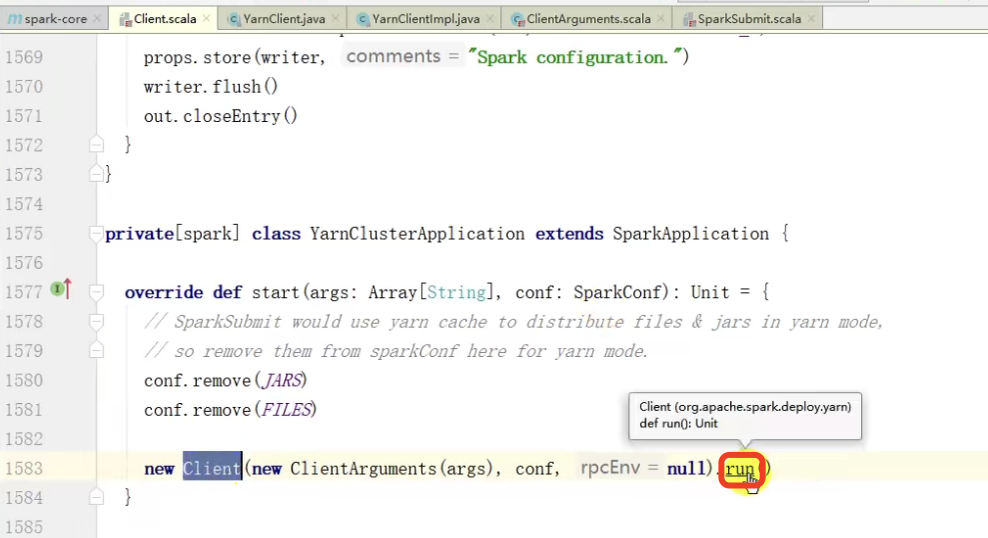 spark-core Client.scala YarnClient.java YarnClientImpl.java ClientArguments.scala SparkSubmit.scala
1569 props.store(writer, comments = "Spark configuration.")
1570 writer.flush()
1571 out.closeEntry()
1572 }
1573 }
1574
1575 private[spark] class YarnClusterApplication extends SparkApplication {
1576
1577 override def start(args: Array[String], conf: SparkConf): Unit = {
1578 // SparkSubmit would use yarn cache to distribute files & jars in yarn mode,
1579 // so remove them from sparkConf here for yarn mode.
1580 conf.remove(JARS)
1581 conf.remove(FILES)
Client (org.apache.spark.deploy.yarn)
def run(): Unit
1582
1583 new Client(new ClientArguments(args), conf, rpcEnv = null).run()
1584 }
1585